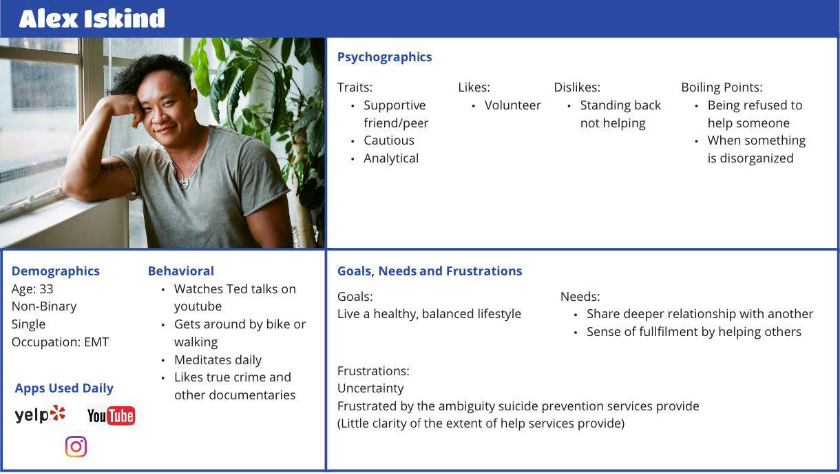 Alex Iskind
Psychographics
Traits:
• Supportive
friend/peer
• Cautious
• Analytical
Likes:
• Volunteer
Dislikes:
• Standing back
not helping
Boiling Points:
• Being refused to
help someone
• When something
is disorganized
Demographics
Age: 33
Non-Binary
Single
Occupation: EMT
Apps Used Daily
yelp
YouTube
Behavioral
• Watches Ted talks on
youtube
• Gets around by bike or
walking
• Meditates daily
• Likes true crime and
other documentaries
Goals, Needs and Frustrations
Goals:
Live a healthy, balanced lifestyle
Needs:
• Share deeper relationship with another
• Sense of fullfilment by helping others
Frustrations:
Uncertainty
Frustrated by the ambiguity suicide prevention services provide
(Little clarity of the extent of help services provide)